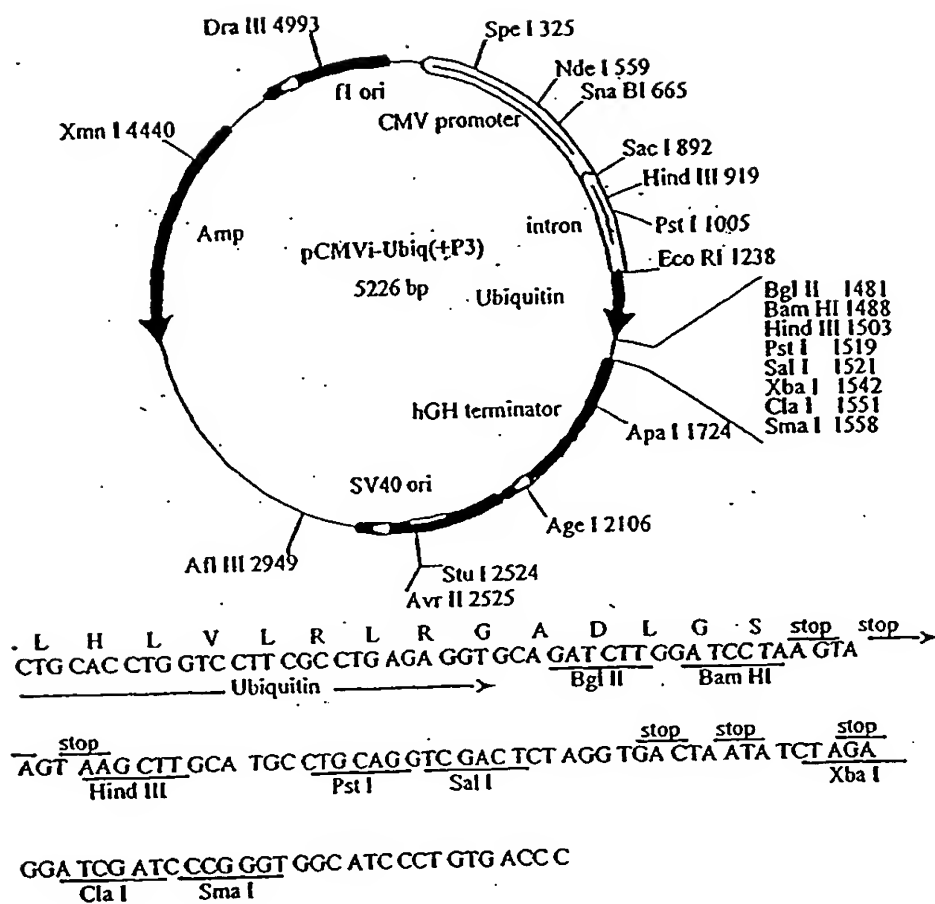 Dra III 4993
Spe I 325
Nde I 559
Sna BI 665
f1 ori
CMV promoter
Xmn I 4440
Sac I 892
Hind III 919
Amp
intron
Pst I 1005
pCMVi-Ubiq(+P3)
Eco RI 1238
5226 bp
Ubiquitin
Bgl II 1481
Bam HI 1488
Hind III 1503
Pst I 1519
Sal I 1521
Xba I 1542
Cla I 1551
Sma I 1558
hGH terminator
Apa I 1724
SV40 ori
Age I 2106
Afl III 2949
Stu I 2524
Avr II 2525
L H L V L R L R G A D L G S stop stop
CTG CAC CTG GTC CTT CGC CTG AGA GGT GCA GAT CTT GGA TCC TAA GTA
Ubiquitin Bgl II Bam HI
stop stop stop stop
AGT AAG CTT GCA TGC CTG CAG GTC GAC TCT AGG TGA CTA ATA TCT AGA
Hind III Pst I Sal I Xba I
GGA TCG ATC CCG GGT GGC ATC CCT GTG ACC C
Cla I Sma I